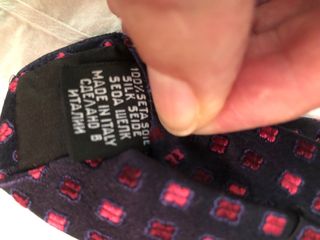 100% SETA SOIE
SILK SEIDE
SEDA ШЕЛК
MADE IN ITALY
СДЕЛАНО В
ИТАЛИИ